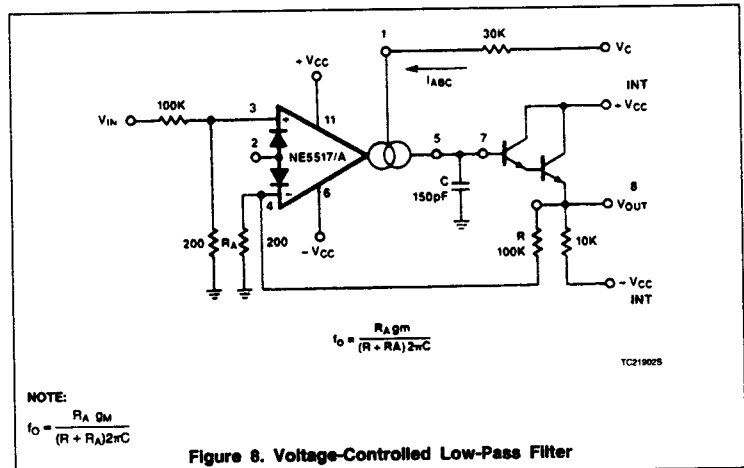 1
30K
VC
IABC
+ VCC
INT
+ VCC
VIN
100K
3
+
11
2
NE5517/A
5
7
C
150pF
6
4
−
8
VOUT
R
100K
10K
200
RA
200
− VCC
− VCC
INT
fO = RA gm / (R + RA) 2πC
TC21902S
NOTE:
fO = RA gM / (R + RA)2πC
Figure 8. Voltage-Controlled Low-Pass Filter